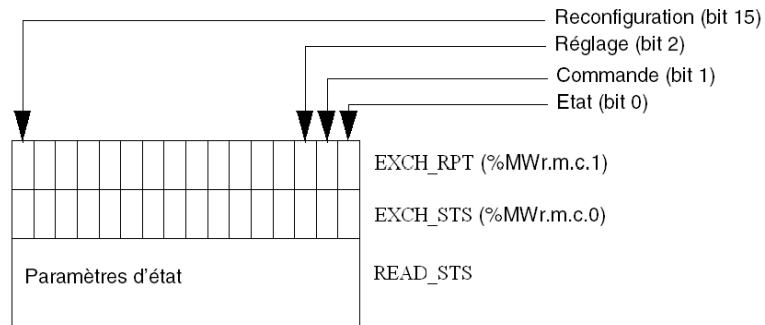 Reconfiguration (bit 15)
Réglage (bit 2)
Commande (bit 1)
Etat (bit 0)
EXCH_RPT (%MWr.m.c.1)
EXCH_STS (%MWr.m.c.0)
Paramètres d'état
READ_STS